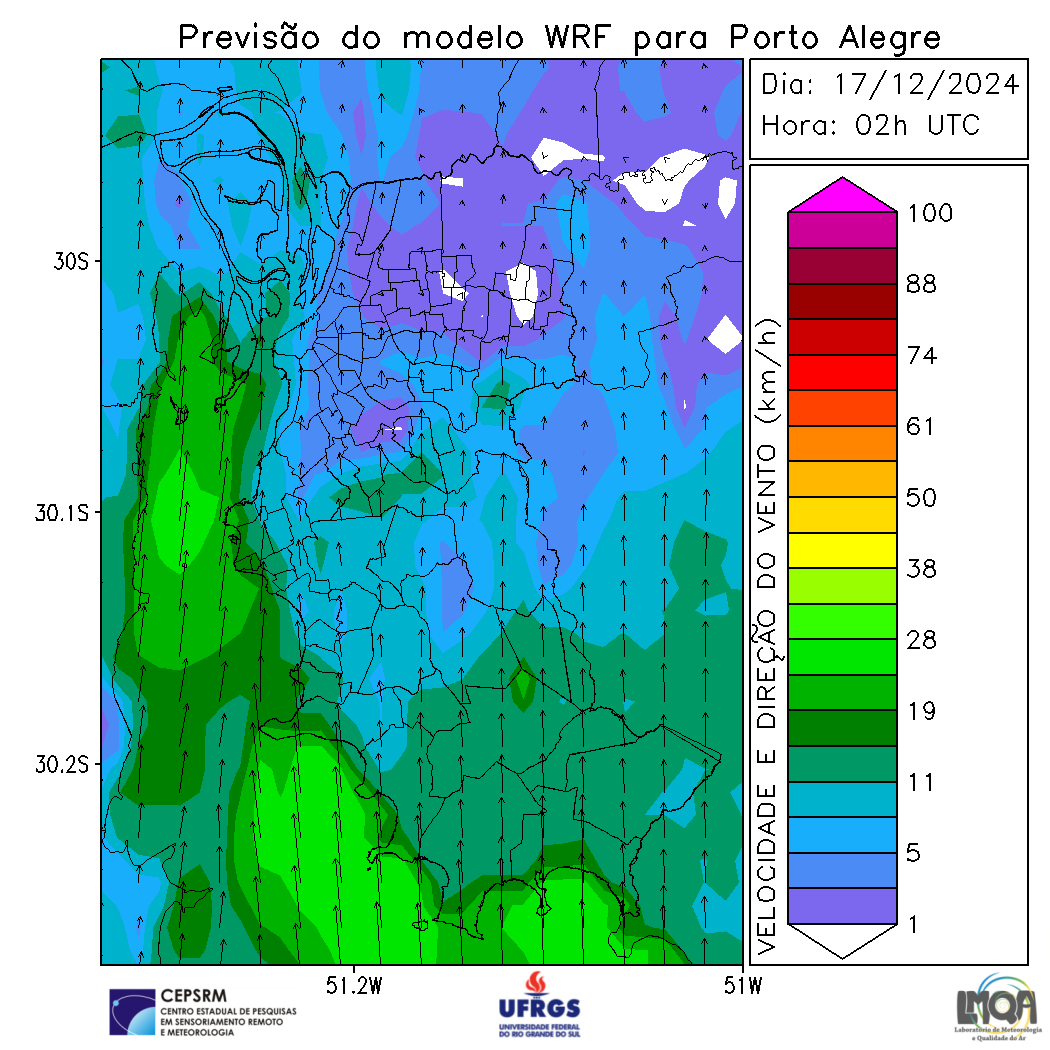 Previsão do modelo WRF para Porto Alegre
Dia: 17/12/2024
Hora: 02h UTC
30S
30.1S
30.2S
51.2W
51W
VELOCIDADE E DIREÇÃO DO VENTO (km/h)
100
88
74
61
50
38
28
19
11
5
1
CEPSRM
CENTRO ESTADUAL DE PESQUISAS
EM SENSORIAMENTO REMOTO
E METEOROLOGIA
UFRGS
UNIVERSIDADE FEDERAL
DO RIO GRANDE DO SUL
LMQA
Laboratório de Meteorologia
e Qualidade do Ar